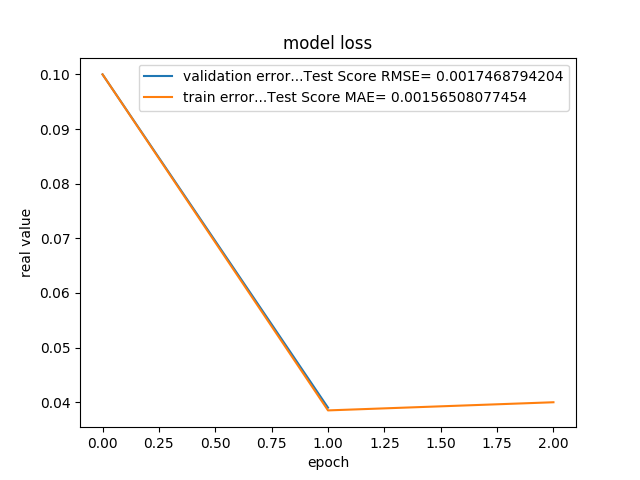 model loss
validation error...Test Score RMSE= 0.0017468794204
train error...Test Score MAE= 0.00156508077454
0.10
0.09
0.08
0.07
0.06
0.05
0.04
real value
0.00 0.25 0.50 0.75 1.00 1.25 1.50 1.75 2.00
epoch